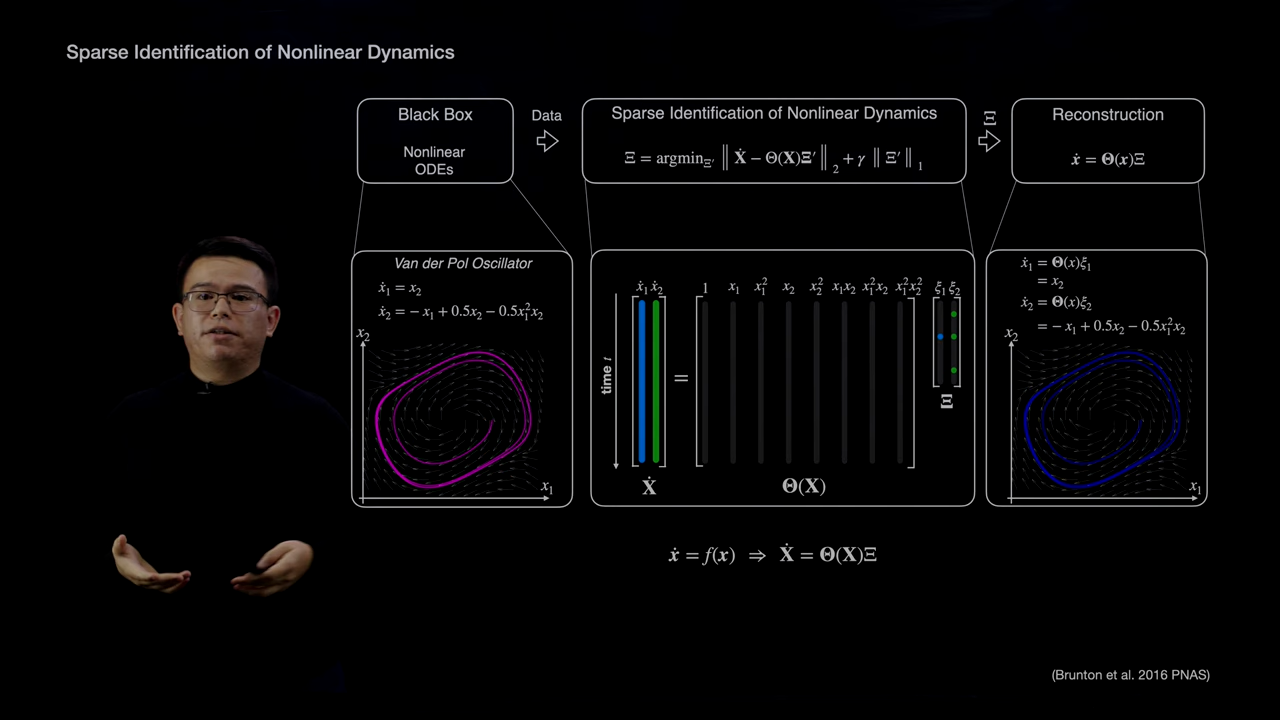 Sparse Identification of Nonlinear Dynamics
Black Box
Nonlinear
ODEs
Data
Sparse Identification of Nonlinear Dynamics
Ξ = argmin_Ξ′ ‖ Ẋ − Θ(X)Ξ′ ‖₂ + γ ‖ Ξ′ ‖₁
Ξ
Reconstruction
ẋ = Θ(x)Ξ
Van der Pol Oscillator
ẋ₁ = x₂
ẋ₂ = − x₁ + 0.5x₂ − 0.5x₁²x₂
x₂
x₁
time t
ẋ₁ ẋ₂
=
1 x₁ x₁² x₂ x₂² x₁x₂ x₁²x₂ x₁²x₂²
ξ₁ ξ₂
Ξ
Ẋ
Θ(X)
ẋ₁ = Θ(x)ξ₁
= x₂
ẋ₂ = Θ(x)ξ₂
= − x₁ + 0.5x₂ − 0.5x₁²x₂
x₂
x₁
ẋ = f(x) ⇒ Ẋ = Θ(X)Ξ
(Brunton et al. 2016 PNAS)